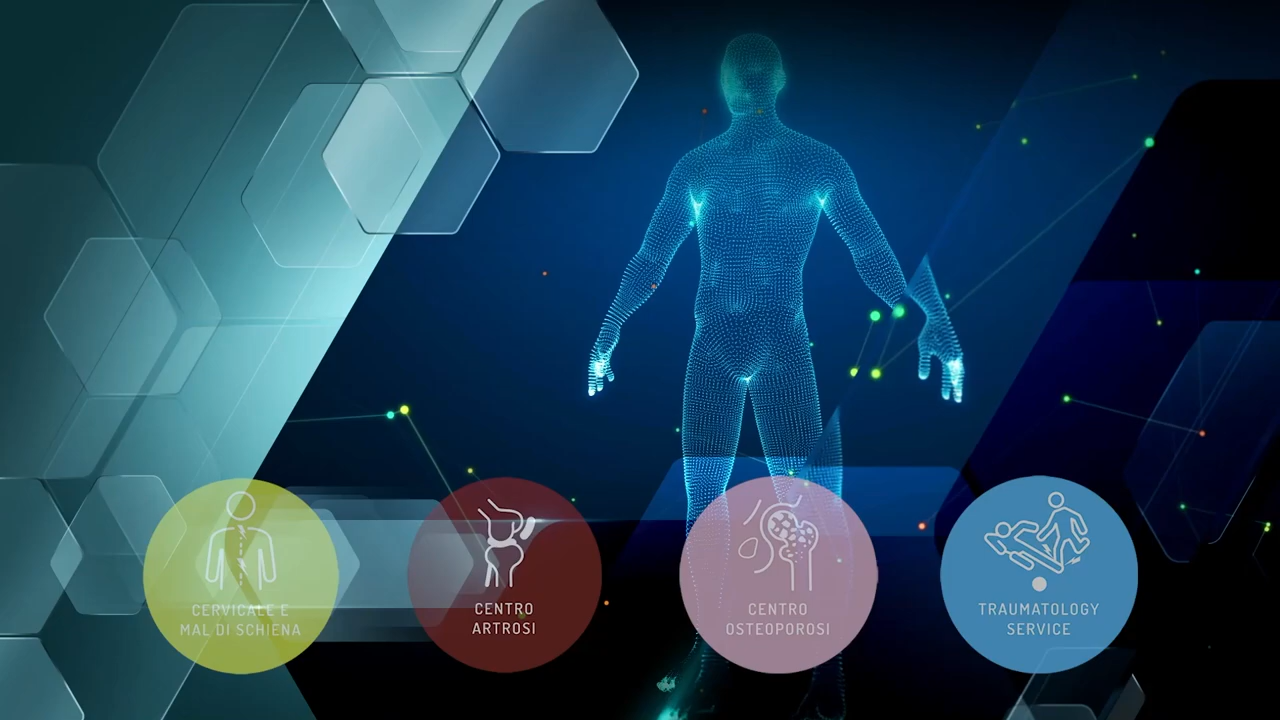 CERVICALE E
MAL DI SCHIENA
CENTRO
ARTROSI
CENTRO
OSTEOPOROSI
TRAUMATOLOGY
SERVICE